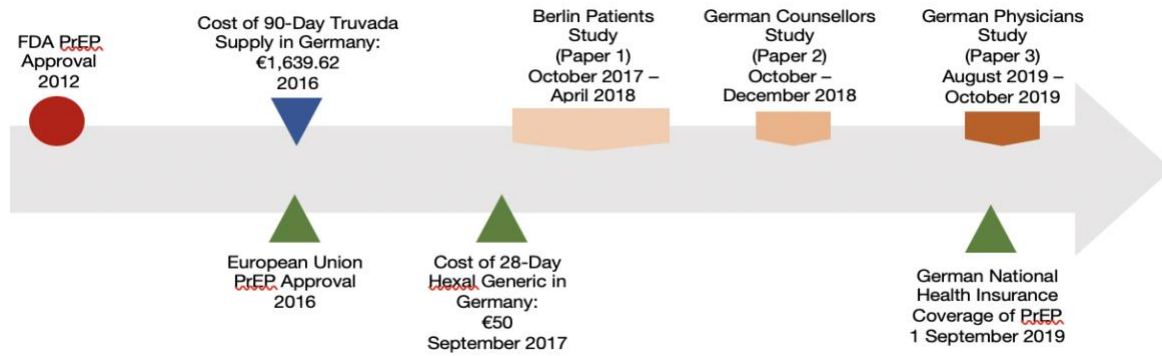 FDA PrEP
Approval
2012
Cost of 90-Day Truvada
Supply in Germany:
€1,639.62
2016
Berlin Patients
Study
(Paper 1)
October 2017 –
April 2018
German Counsellors
Study
(Paper 2)
October –
December 2018
German Physicians
Study
(Paper 3)
August 2019 –
October 2019
European Union
PrEP Approval
2016
Cost of 28-Day
Hexal Generic in
Germany:
€50
September 2017
German National
Health Insurance
Coverage of PrEP
1 September 2019